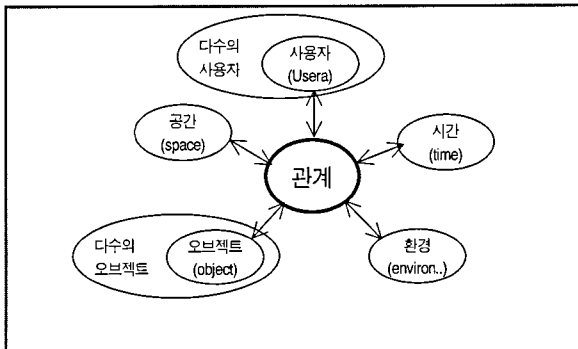 다수의
사용자
사용자
(Usera)
공간
(space)
시간
(time)
관계
다수의
오브젝트
오브젝트
(object)
환경
(environ..)